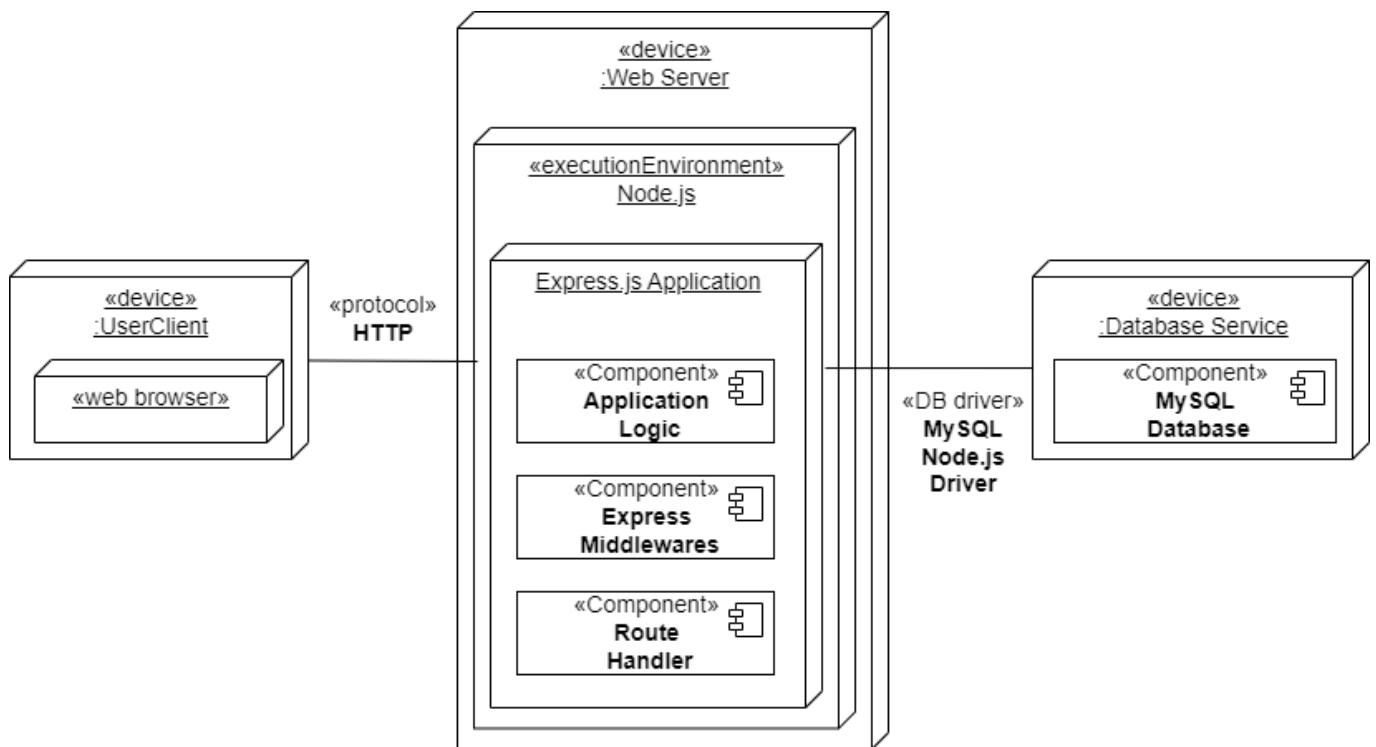 «device»
:Web Server
«executionEnvironment»
Node.js
Express.js Application
«device»
:UserClient
«web browser»
«protocol»
HTTP
«Component»
Application
Logic
«Component»
Express
Middlewares
«Component»
Route
Handler
«DB driver»
MySQL
Node.js
Driver
«device»
:Database Service
«Component»
MySQL
Database